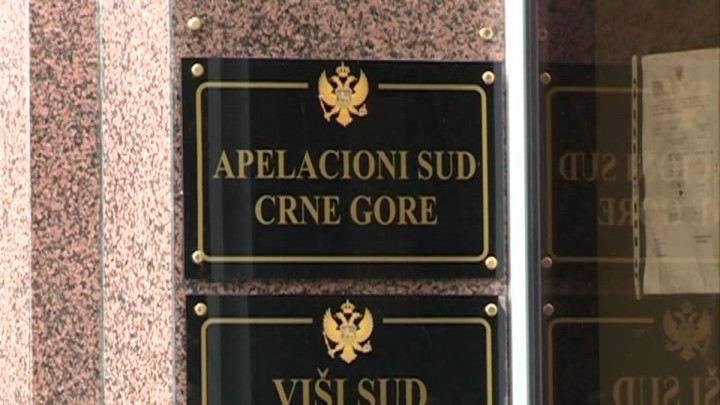 APELACIONI SUD
CRNE GORE
VIŠI SUD